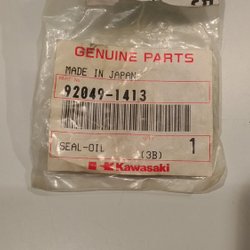 GENUINE PARTS
MADE IN JAPAN
92049-1413
SEAL-OIL
(3B) 1
Kawasaki